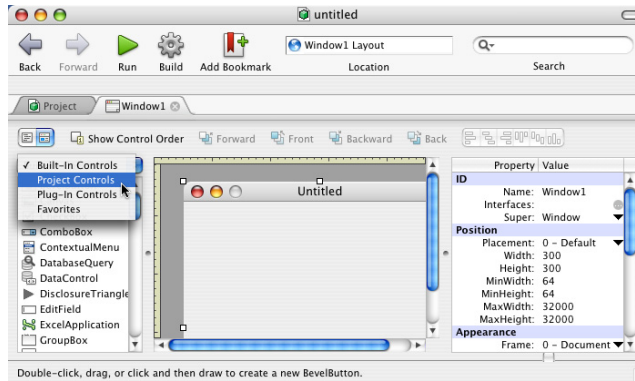 untitled
Window1 Layout
Back Forward Run Build Add Bookmark Location Search
Project Window1
Show Control Order Forward Front Backward Back
✓ Built-In Controls
Project Controls
Plug-In Controls
Favorites
ComboBox
ContextualMenu
DatabaseQuery
DataControl
DisclosureTriangle
EditField
ExcelApplication
GroupBox
Untitled
Property Value
ID
Name: Window1
Interfaces:
Super: Window
Position
Placement: 0 – Default
Width: 300
Height: 300
MinWidth: 64
MinHeight: 64
MaxWidth: 32000
MaxHeight: 32000
Appearance
Frame: 0 – Document
Double-click, drag, or click and then draw to create a new BevelButton.